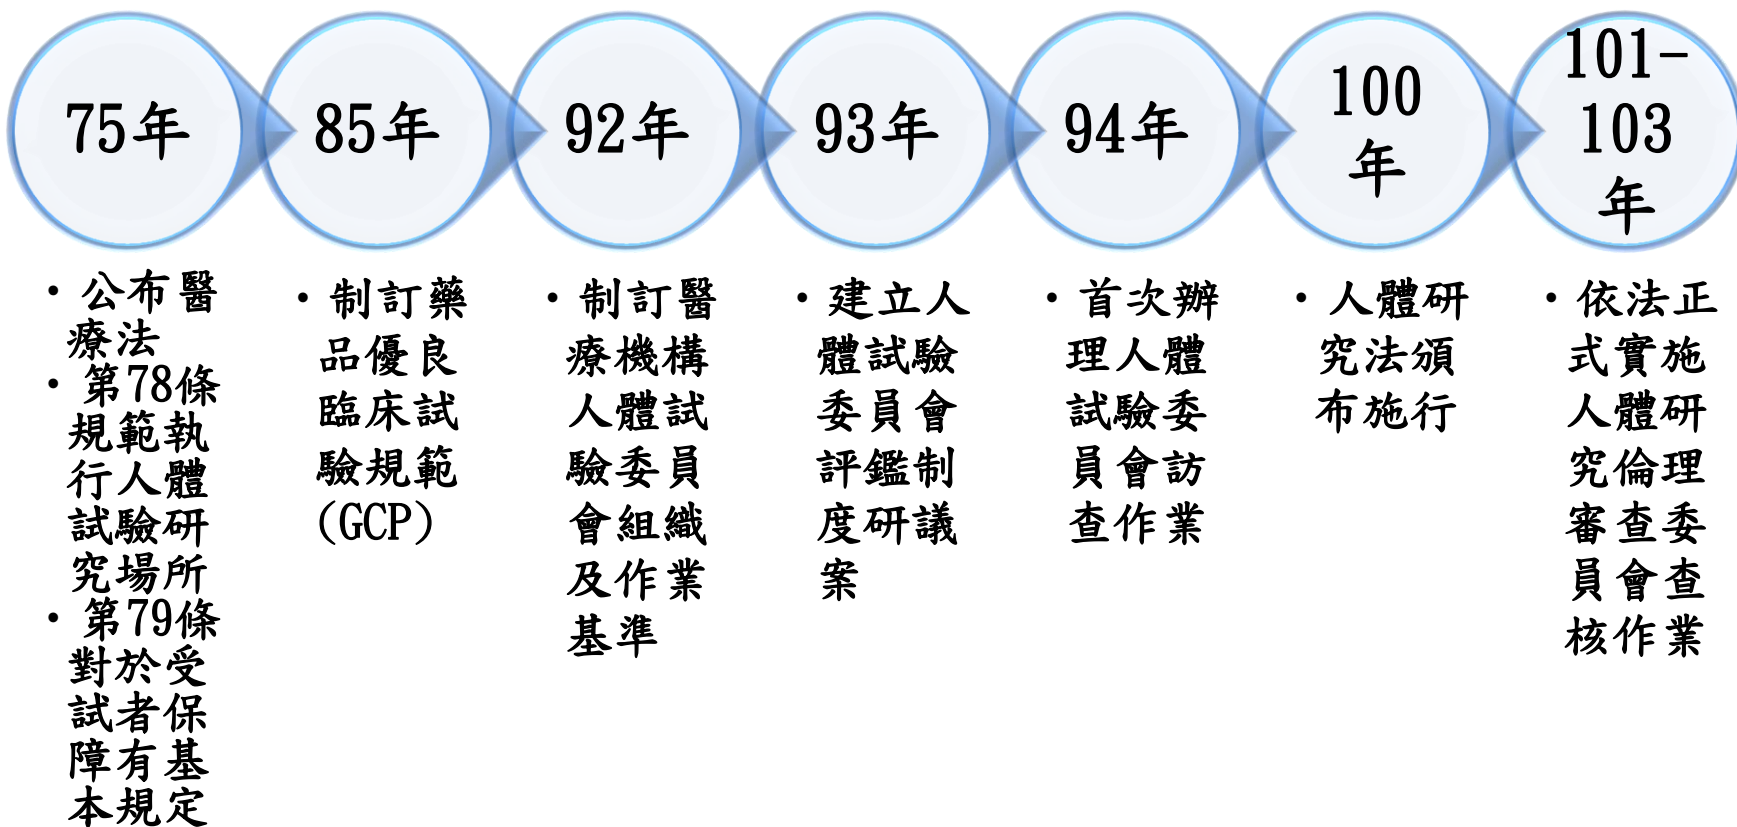 75年
85年
92年
93年
94年
100
年
101-
103
年
・公布醫
療法
・第78條
規範執
行人體
試驗研
究場所
・第79條
對於受
試者保
障有基
本規定
・制訂藥
品優良
臨床試
驗規範
(GCP)
・制訂醫
療機構
人體試
驗委員
會組織
及作業
基準
・建立人
體試驗
委員會
評鑑制
度研議
案
・首次辦
理人體
試驗委
員會訪
查作業
・人體研
究法頒
布施行
・依法正
式實施
人體研
究倫理
審查委
員會查
核作業